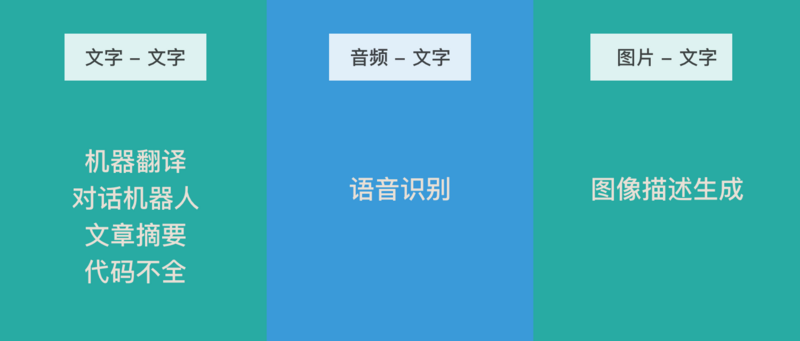 文字 – 文字
机器翻译
对话机器人
文章摘要
代码不全
音频 – 文字
语音识别
图片 – 文字
图像描述生成